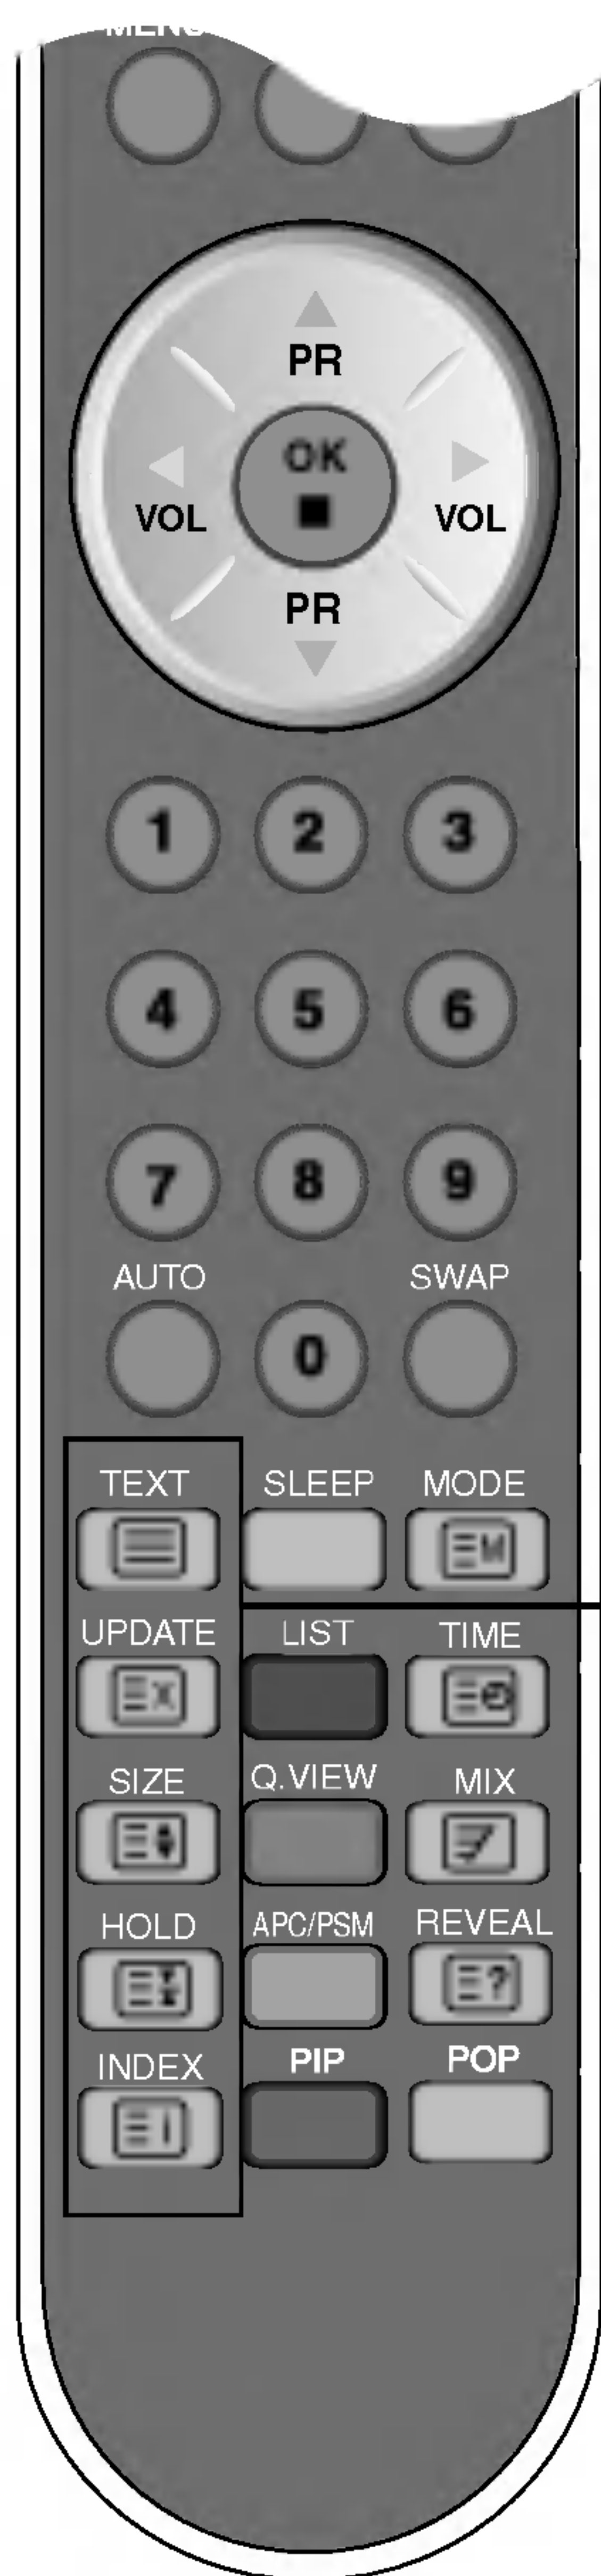 MENU
PR
OK
VOL VOL
PR
1 2 3
4 5 6
7 8 9
AUTO SWAP
0
TEXT SLEEP MODE
M
UPDATE LIST TIME
X
SIZE Q.VIEW MIX
HOLD APC/PSM REVEAL
?
INDEX PIP POP
i